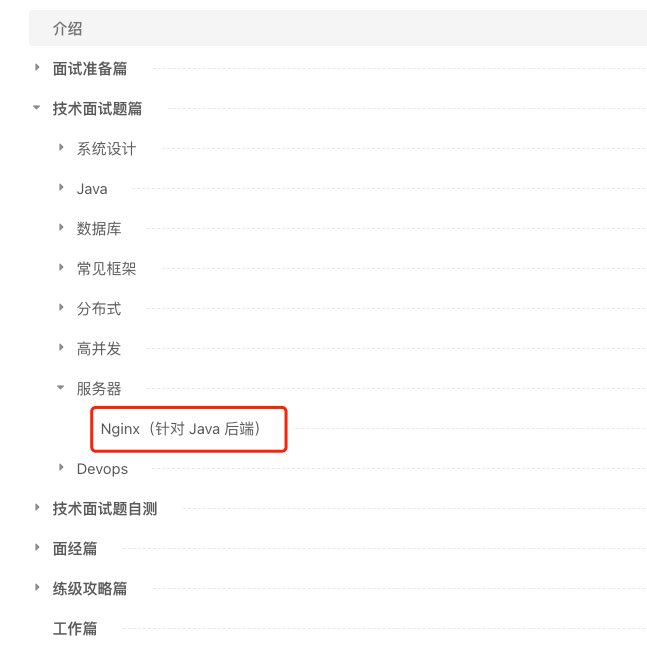 介绍
面试准备篇
技术面试题篇
系统设计
Java
数据库
常见框架
分布式
高并发
服务器
Nginx（针对 Java 后端）
Devops
技术面试题自测
面经篇
练级攻略篇
工作篇